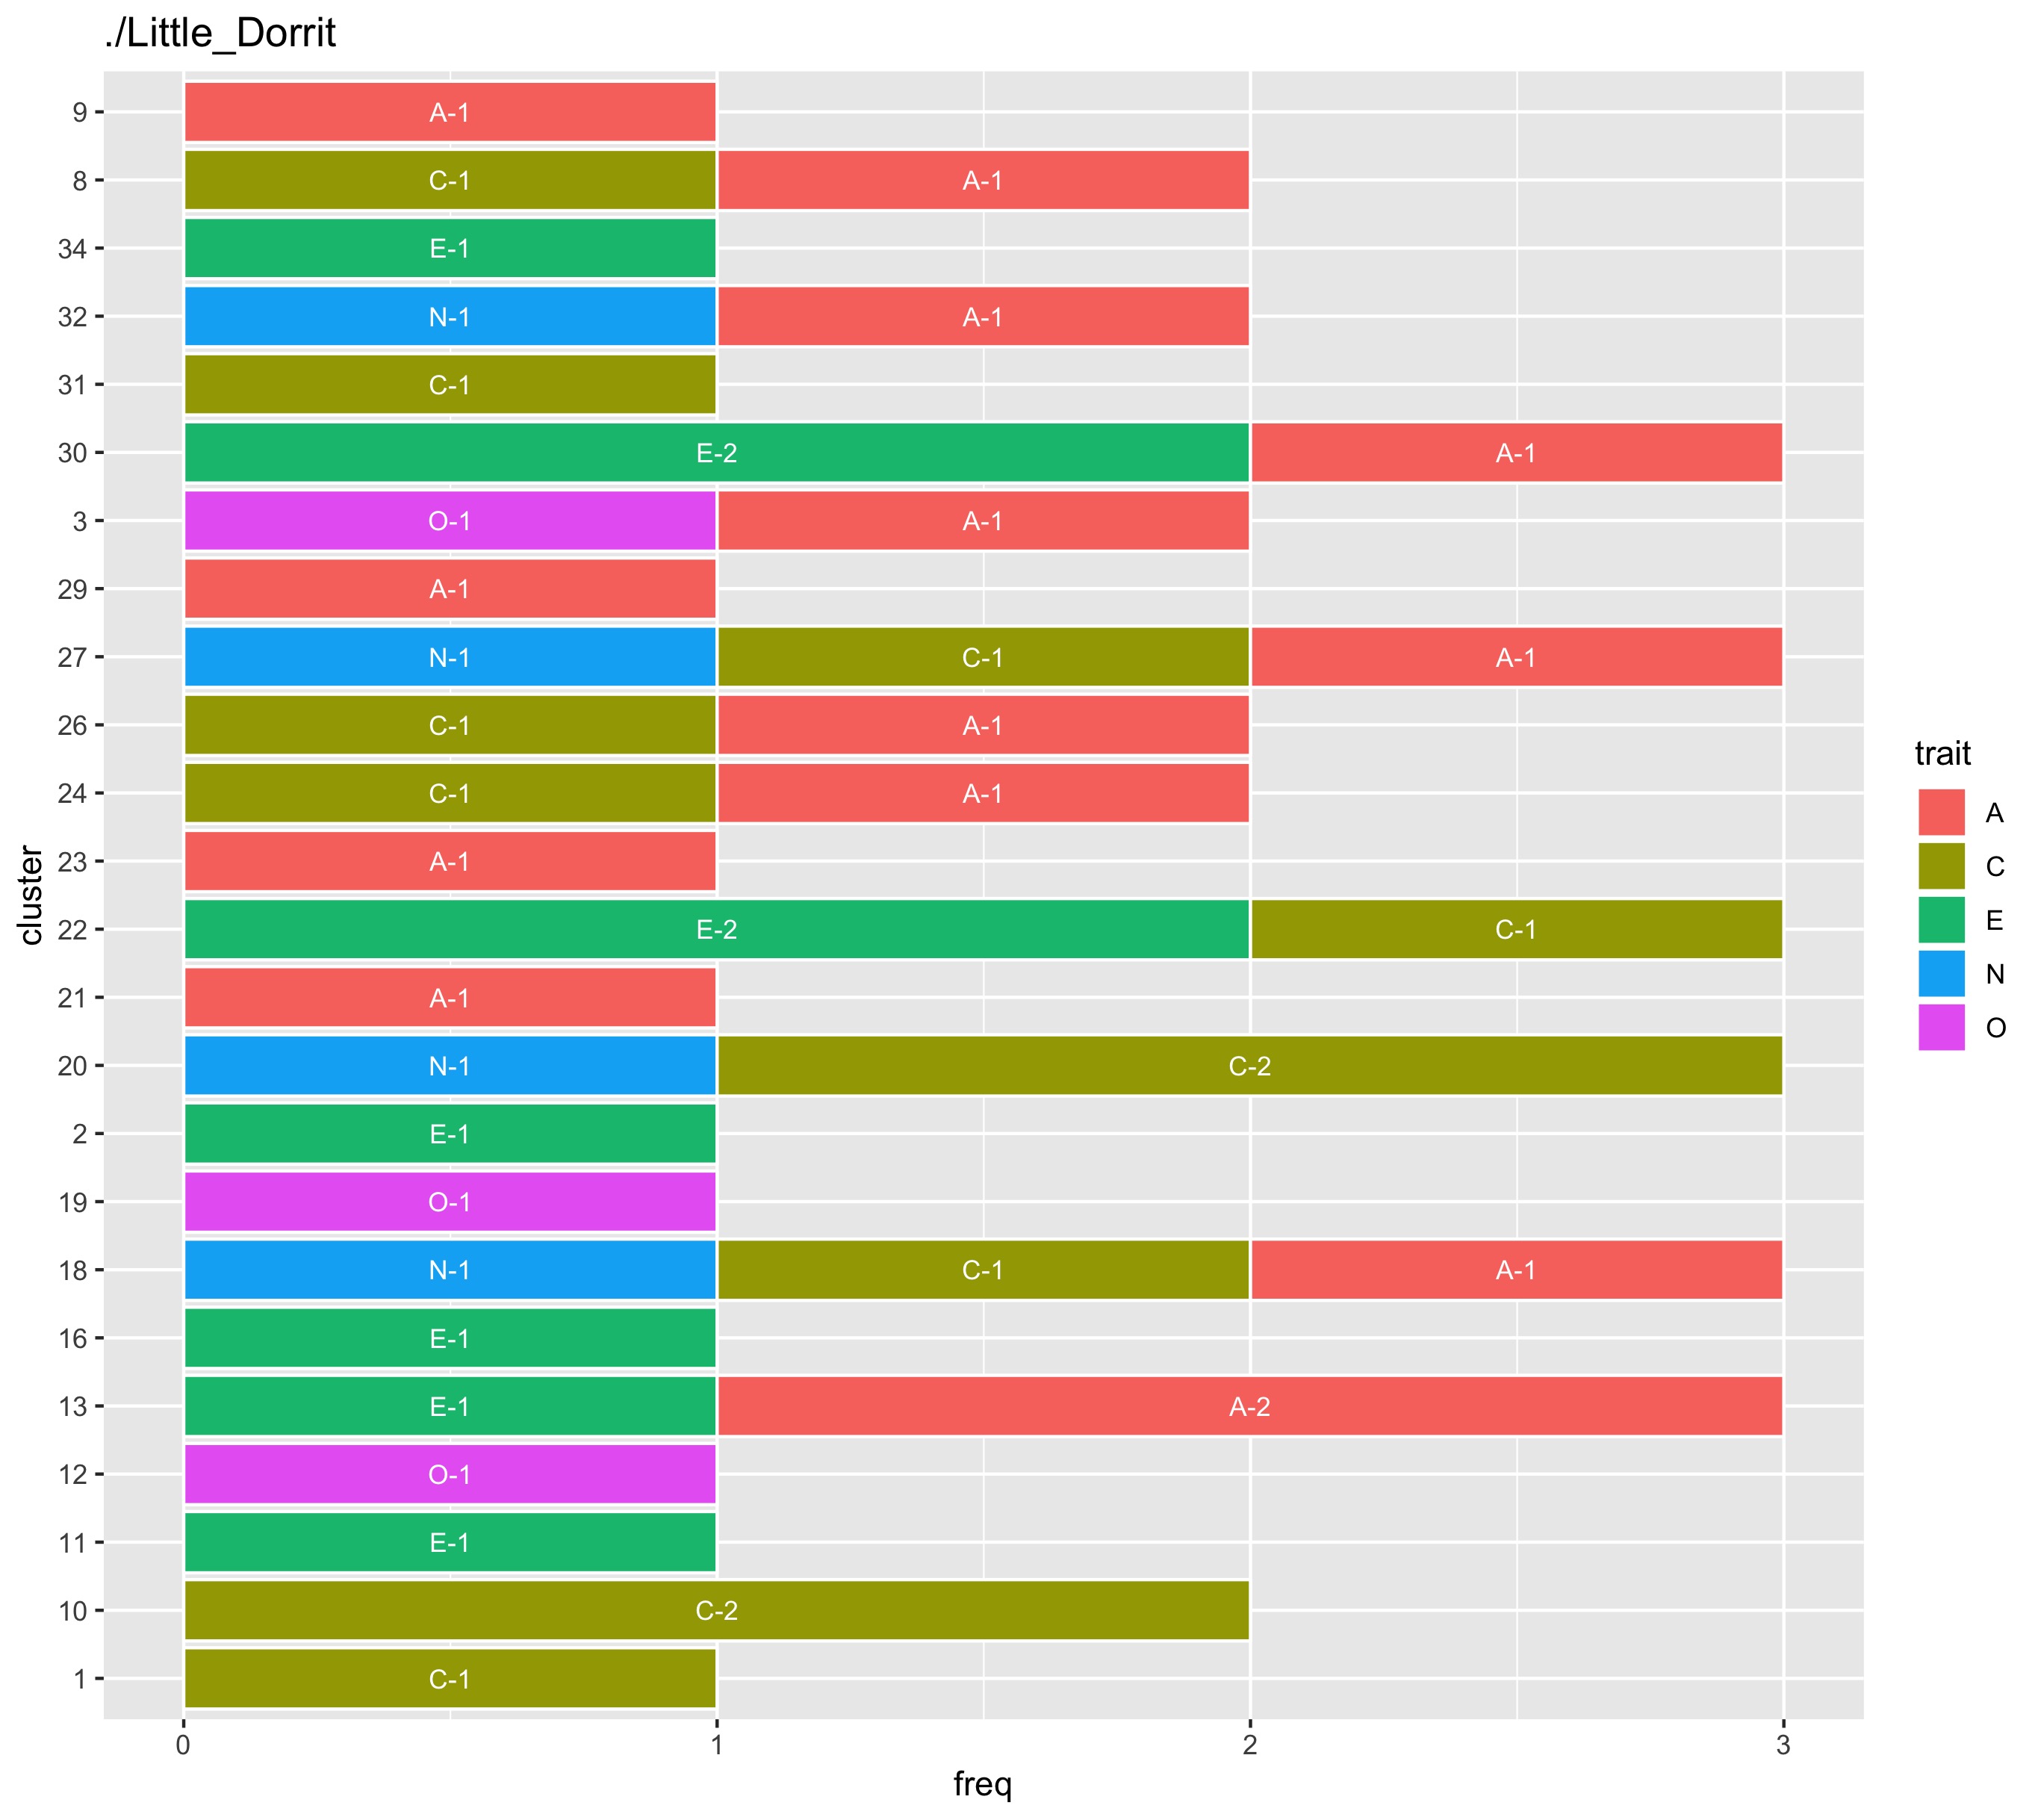 ./Little_Dorrit
9 A-1
8 C-1 A-1
34 E-1
32 N-1 A-1
31 C-1
30 E-2 A-1
3 O-1 A-1
29 A-1
27 N-1 C-1 A-1
26 C-1 A-1
24 C-1 A-1
23 A-1
22 E-2 C-1
21 A-1
20 N-1 C-2
2 E-1
19 O-1
18 N-1 C-1 A-1
16 E-1
13 E-1 A-2
12 O-1
11 E-1
10 C-2
1 C-1
0 1 2 3
freq
cluster
trait
A
C
E
N
O